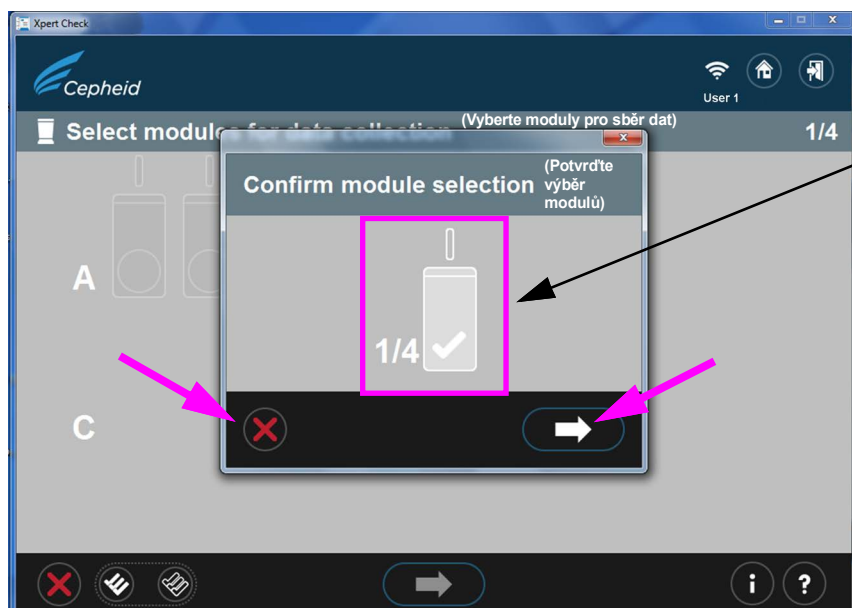 Xpert Check
Cepheid
User 1
Select modules for data collection (Vyberte moduly pro sběr dat) 1/4
Confirm module selection (Potvrďte
výběr
modulů)
A
1/4
C
i ?